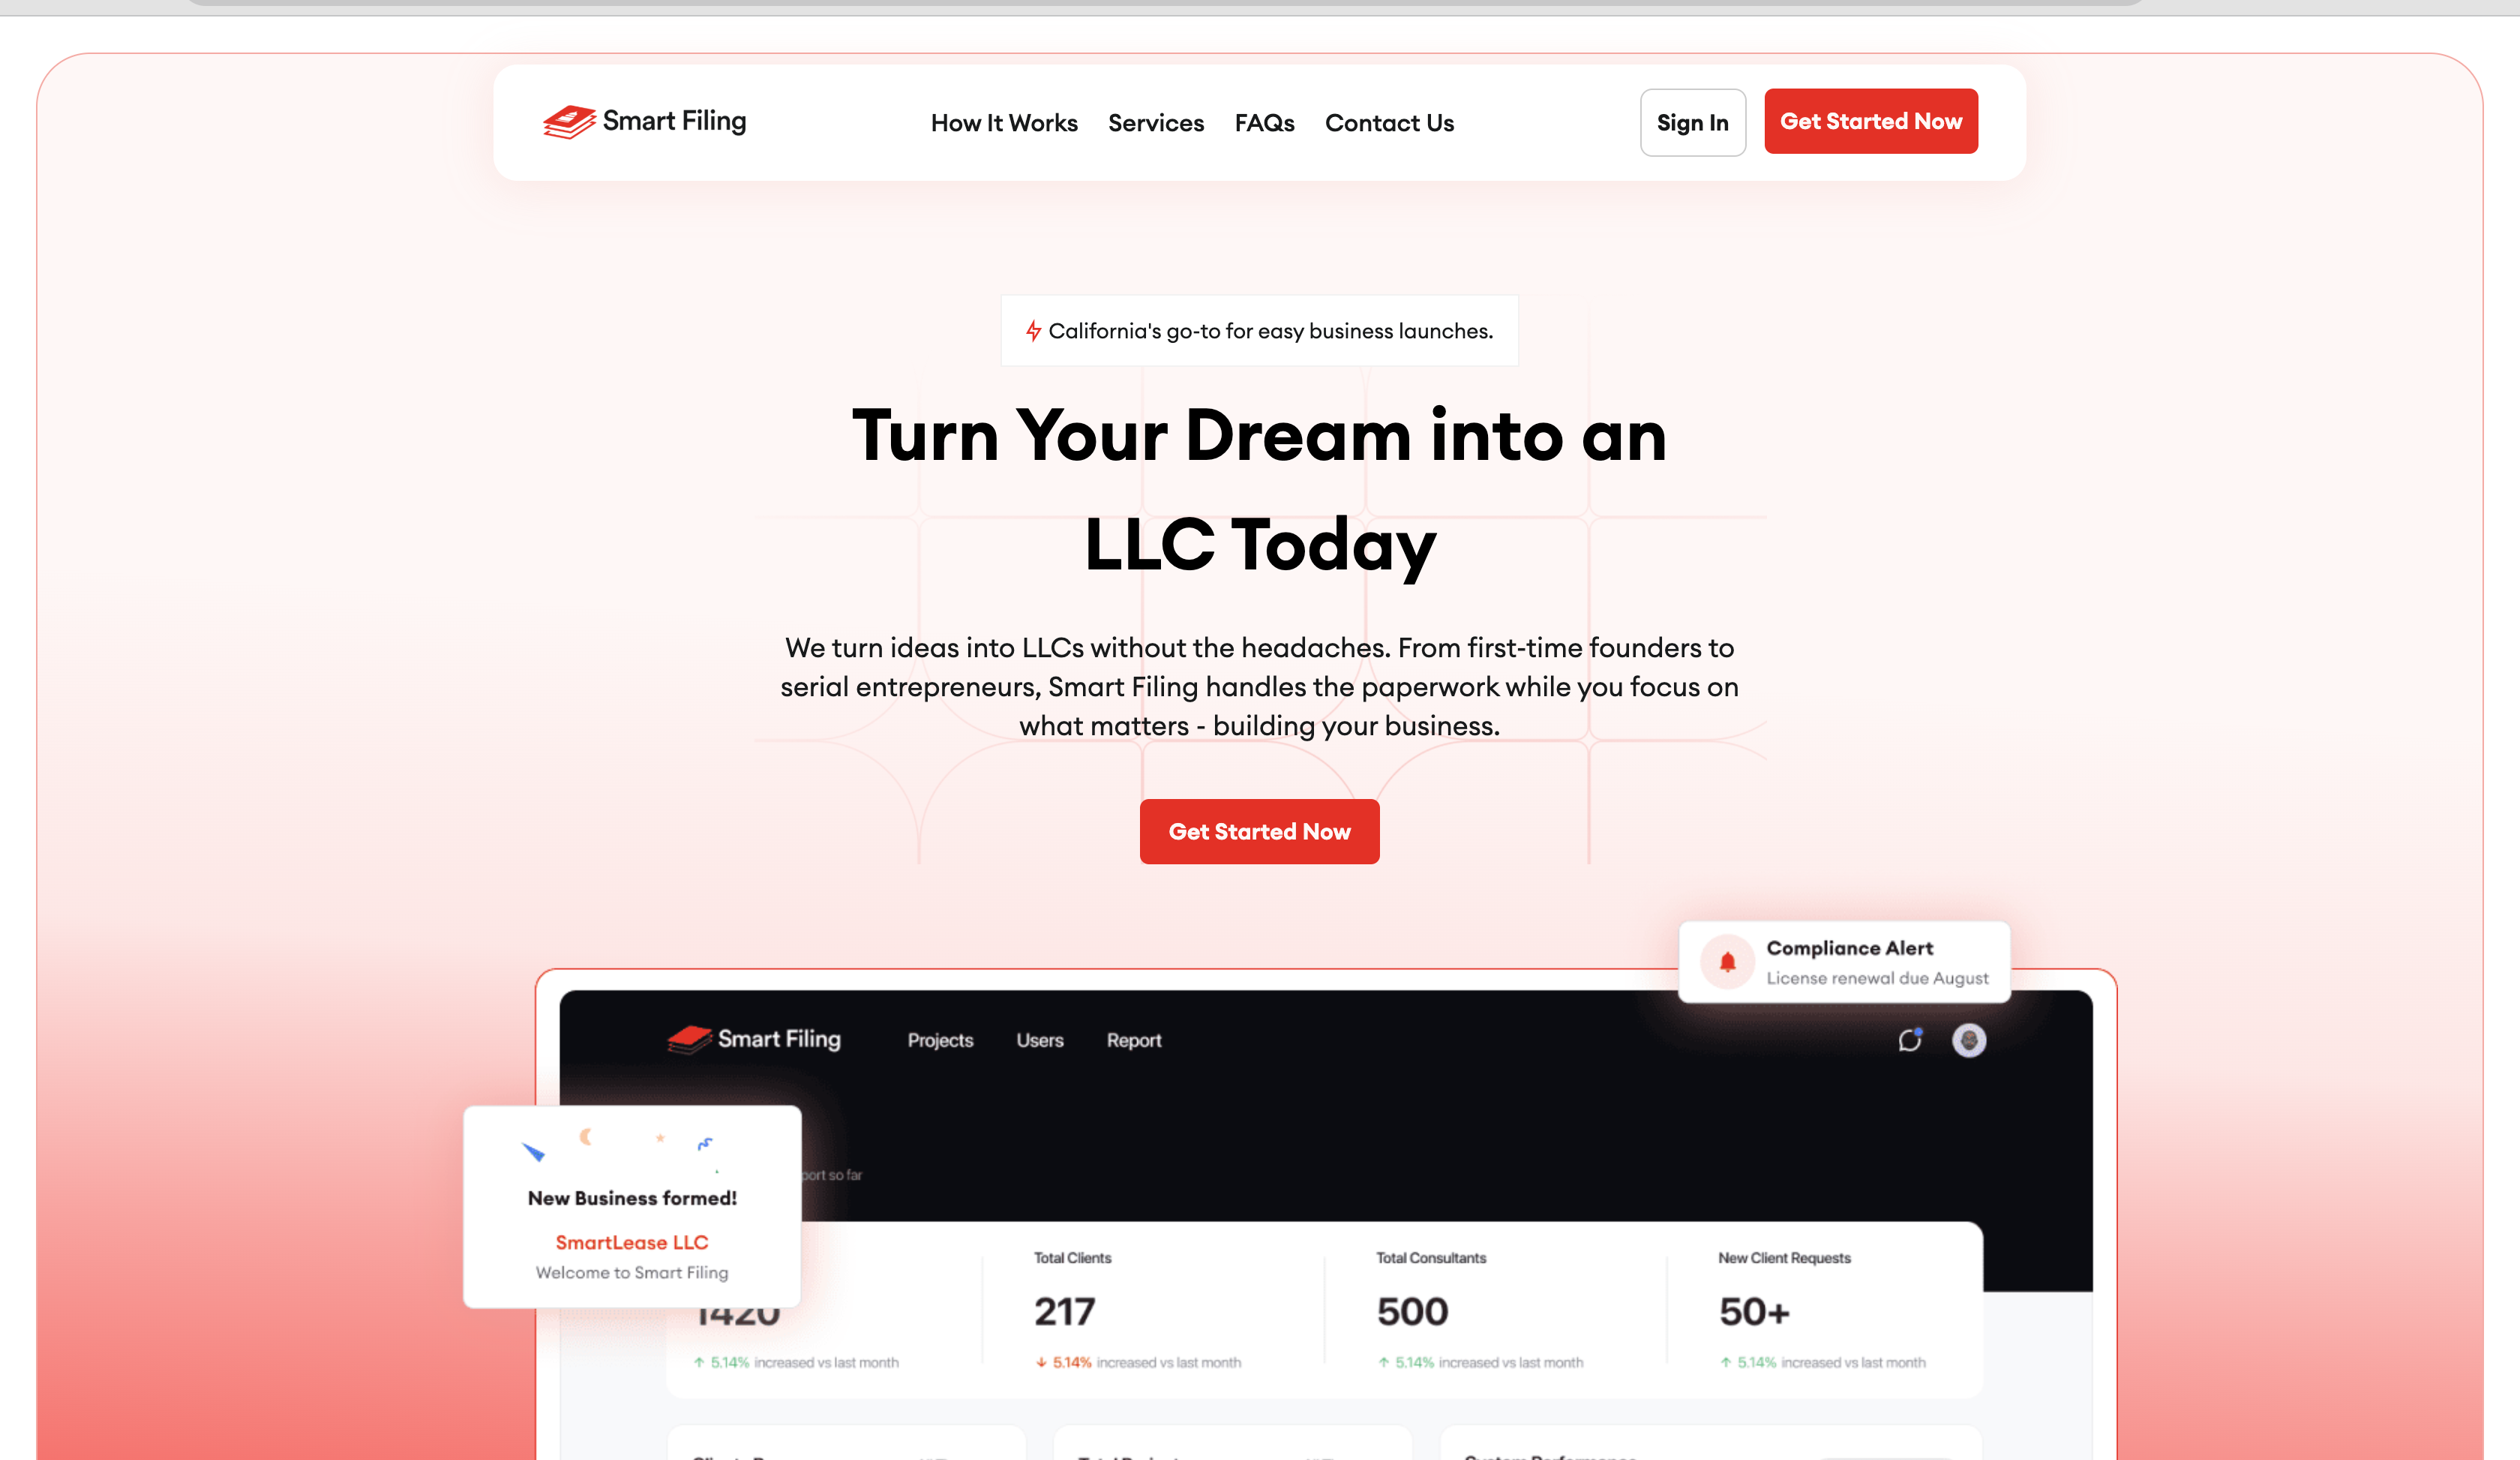 Smart Filing
How It Works
Services
FAQs
Contact Us
Sign In
Get Started Now
California's go-to for easy business launches.
Turn Your Dream into an
LLC Today
We turn ideas into LLCs without the headaches. From first-time founders to
serial entrepreneurs, Smart Filing handles the paperwork while you focus on
what matters - building your business.
Get Started Now
Compliance Alert
License renewal due August
Smart Filing
Projects
Users
Report
so far
New Business formed!
SmartLease LLC
Welcome to Smart Filing
1420
5.14% increased vs last month
Total Clients
217
5.14% increased vs last month
Total Consultants
500
5.14% increased vs last month
New Client Requests
50+
5.14% increased vs last month
System Performance